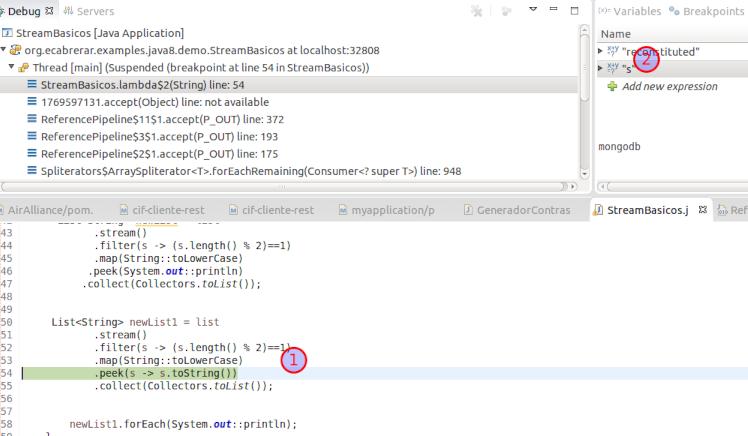 Debug Servers
StreamBasicos [Java Application]
org.ecabrerar.examples.java8.demo.StreamBasicos at localhost:32808
Thread [main] (Suspended (breakpoint at line 54 in StreamBasicos))
StreamBasicos.lambda$2(String) line: 54
1769597131.accept(Object) line: not available
ReferencePipeline$11$1.accept(P_OUT) line: 372
ReferencePipeline$3$1.accept(P_OUT) line: 193
ReferencePipeline$2$1.accept(P_OUT) line: 175
Spliterators$ArraySpliterator<T>.forEachRemaining(Consumer<? super T>) line: 948
(x)= Variables Breakpoints
Name
"reconstituted"
2
"s"
Add new expression
mongodb
AirAlliance/pom. cif-cliente-rest cif-cliente-rest myapplication/p GeneradorContras StreamBasicos.j Ref
43 .stream()
44 .filter(s -> (s.length() % 2)==1)
45 .map(String::toLowerCase)
46 .peek(System.out::println)
47 .collect(Collectors.toList());
48
49
50 List<String> newList1 = list
51 .stream()
52 .filter(s -> (s.length() % 2)==1)
53 .map(String::toLowerCase)
1
54 .peek(s -> s.toString())
55 .collect(Collectors.toList());
56
57
58 newList1.forEach(System.out::println);